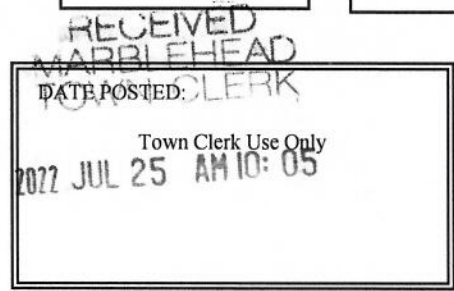 RECEIVED
MARBLEHEAD
TOWN CLERK
DATE POSTED:
Town Clerk Use Only
2022 JUL 25 AM 10: 05